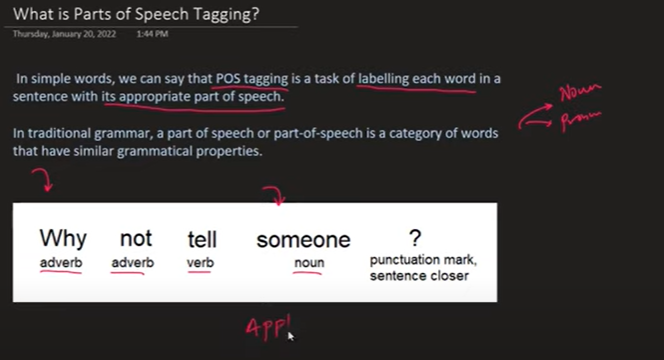 What is Parts of Speech Tagging?
Thursday, January 20, 2022 1:44 PM
In simple words, we can say that POS tagging is a task of labelling each word in a
sentence with its appropriate part of speech.
Noun
In traditional grammar, a part of speech or part-of-speech is a category of words
that have similar grammatical properties.
Why not tell someone ?
adverb adverb verb noun punctuation mark,
sentence closer
APPl